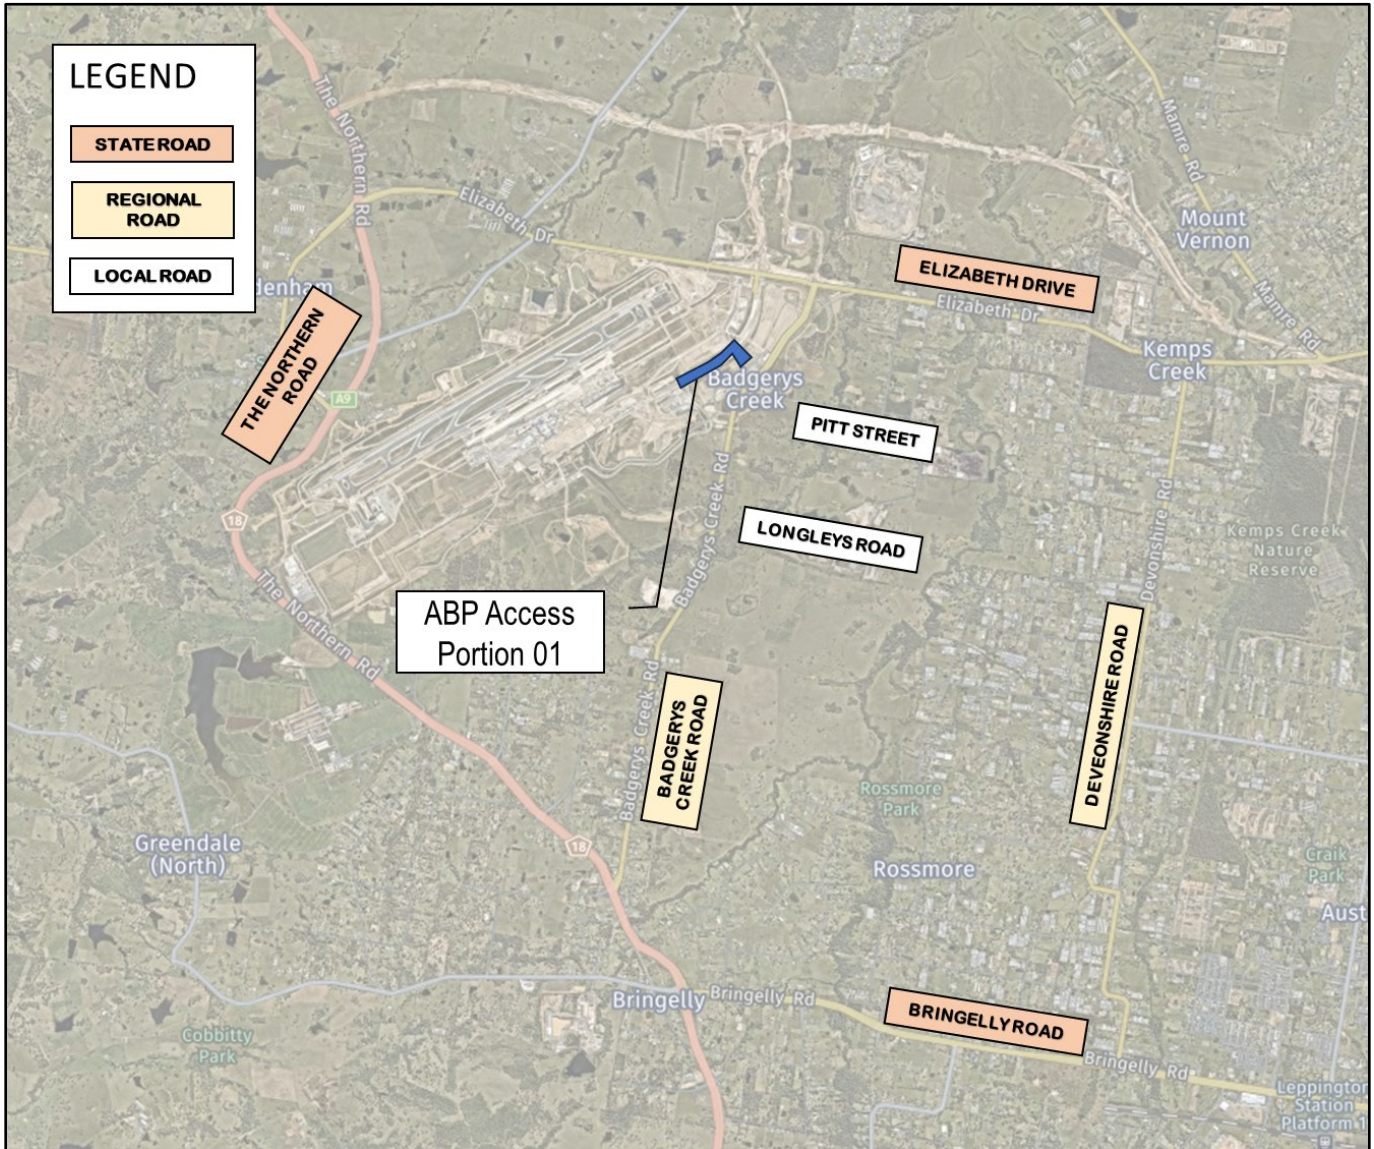 LEGEND
STATE ROAD
REGIONAL
ROAD
LOCAL ROAD
The Northern Rd
Elizabeth Dr
Mamre Rd
Mount
Vernon
denham
THE NORTHERN
ROAD
A9
ELIZABETH DRIVE
Elizabeth Dr
Mamre Rd
Kemps
Creek
Badgerys
Creek
PITT STREET
Badgerys Creek Rd
LONGLEYS ROAD
18
The Northern Rd
Devonshire Rd
Kemps Creek
Nature
Reserve
ABP Access
Portion 01
Badgerys Creek Rd
BADGERYS
CREEK ROAD
DEVEONSHIRE ROAD
Rossmore
Park
Greendale
(North)
18
Rossmore
Craik
Park
Aust
Bringelly
Bringelly Rd
BRINGELLY ROAD
Cobbitty
Park
Bringelly Rd
Leppington
Station
Platform 1